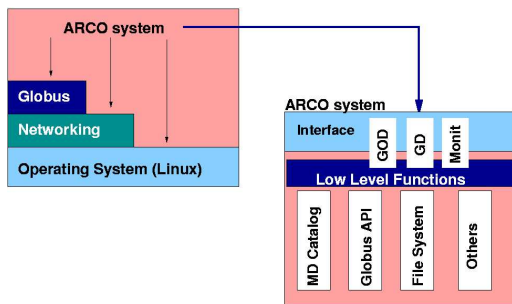 ARCO system
Globus
Networking
Operating System (Linux)
ARCO system
Interface
GOD
GD
Monit
Low Level Functions
MD Catalog
Globus API
File System
Others